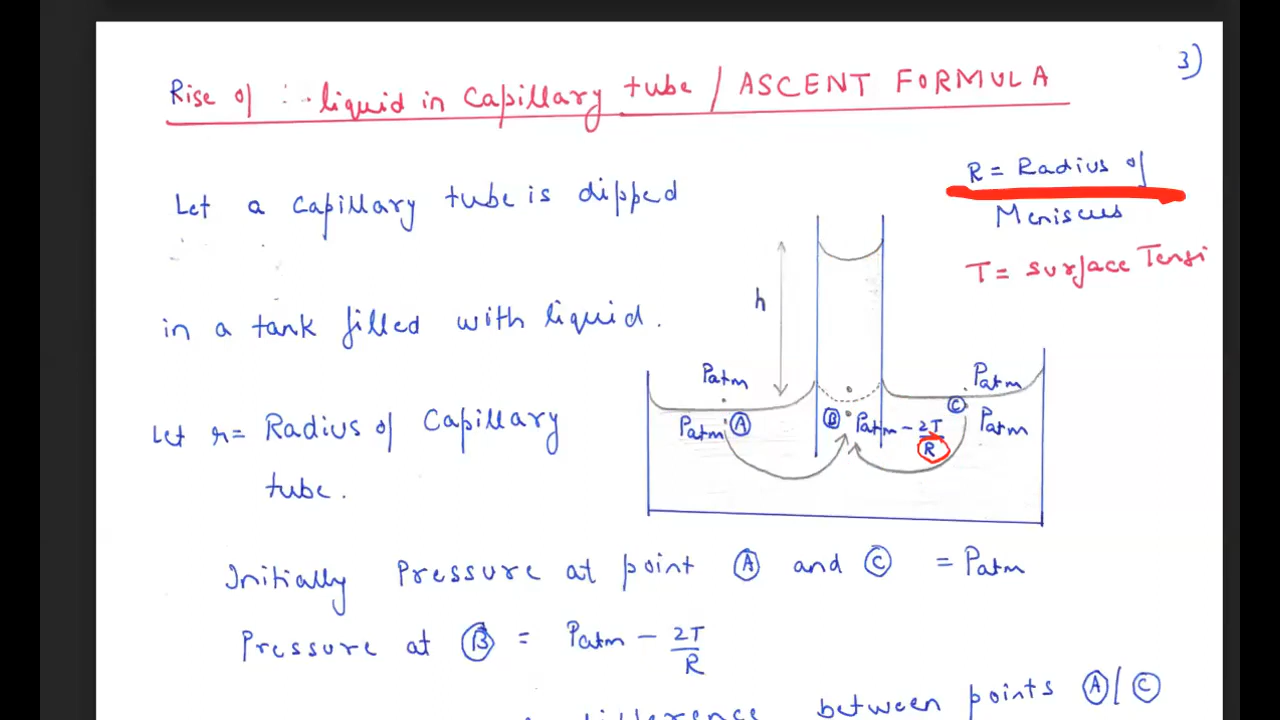 3)
Rise of liquid in Capillary tube / ASCENT FORMULA
R = Radius of
Meniscus
T = Surface Tensi
Let a capillary tube is dipped
in a tank filled with liquid.
Let r = Radius of Capillary
tube.
h
Patm
Patm
Patm A
B Patm - 2T/R
C Patm
Initially Pressure at point A and C = Patm
Pressure at B = Patm - 2T/R
difference between points A/C